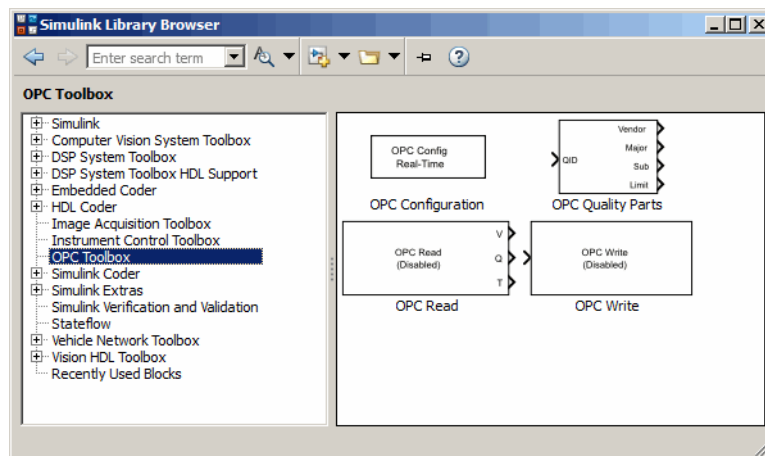 Simulink Library Browser
Enter search term
OPC Toolbox
Simulink
Computer Vision System Toolbox
DSP System Toolbox
DSP System Toolbox HDL Support
Embedded Coder
HDL Coder
Image Acquisition Toolbox
Instrument Control Toolbox
OPC Toolbox
Simulink Coder
Simulink Extras
Simulink Verification and Validation
Stateflow
Vehicle Network Toolbox
Vision HDL Toolbox
Recently Used Blocks
OPC Config
Real-Time
OPC Configuration
QID
Vendor
Major
Sub
Limit
OPC Quality Parts
OPC Read
(Disabled)
V
Q
T
OPC Read
OPC Write
(Disabled)
OPC Write